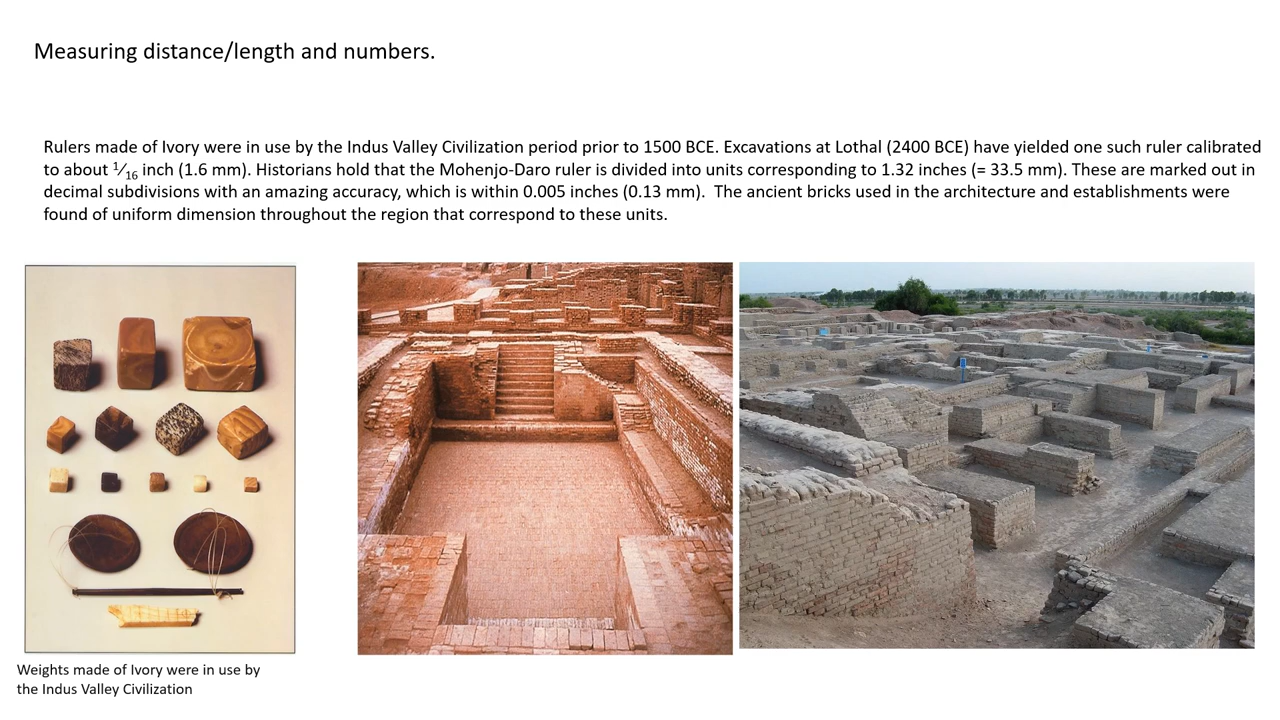 Measuring distance/length and numbers.
Rulers made of Ivory were in use by the Indus Valley Civilization period prior to 1500 BCE. Excavations at Lothal (2400 BCE) have yielded one such ruler calibrated
to about 1⁄16 inch (1.6 mm). Historians hold that the Mohenjo-Daro ruler is divided into units corresponding to 1.32 inches (= 33.5 mm). These are marked out in
decimal subdivisions with an amazing accuracy, which is within 0.005 inches (0.13 mm).  The ancient bricks used in the architecture and establishments were
found of uniform dimension throughout the region that correspond to these units.
Weights made of Ivory were in use by
the Indus Valley Civilization